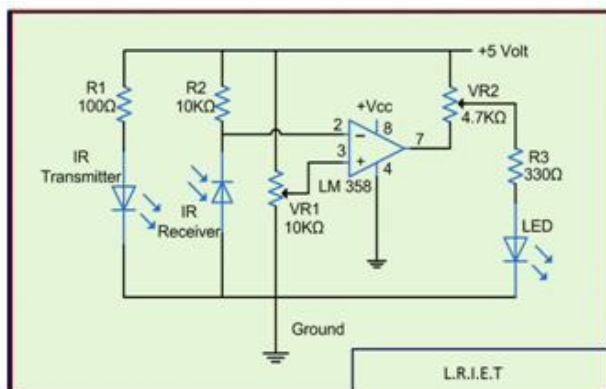 +5 Volt
R1
100Ω
R2
10KΩ
+Vcc
VR2
4.7KΩ
2
8
7
3
4
LM 358
R3
330Ω
IR
Transmitter
IR
Receiver
VR1
10KΩ
LED
Ground
L.R.I.E.T